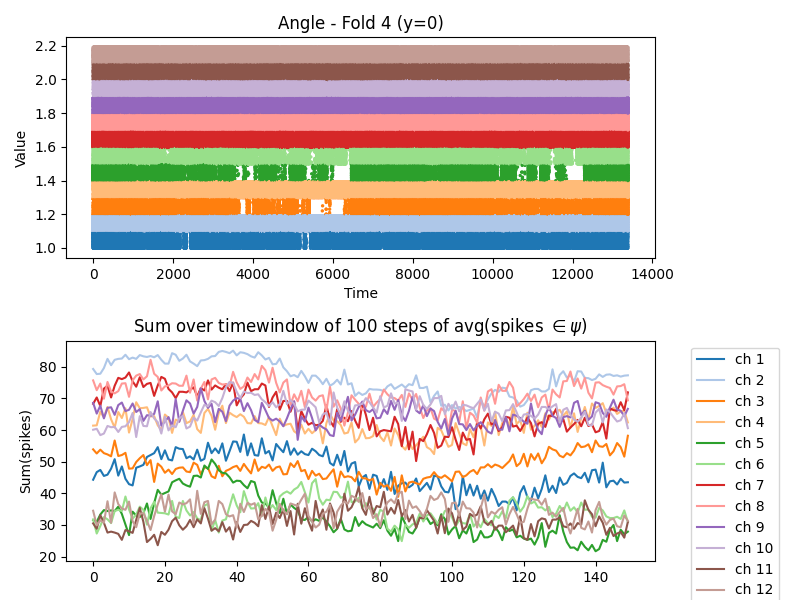 Angle - Fold 4 (y=0)
Value
2.2
2.0
1.8
1.6
1.4
1.2
1.0
0 2000 4000 6000 8000 10000 12000 14000
Time
Sum over timewindow of 100 steps of avg(spikes ∈ψ)
Sum(spikes)
80
70
60
50
40
30
20
0 20 40 60 80 100 120 140
ch 1
ch 2
ch 3
ch 4
ch 5
ch 6
ch 7
ch 8
ch 9
ch 10
ch 11
ch 12